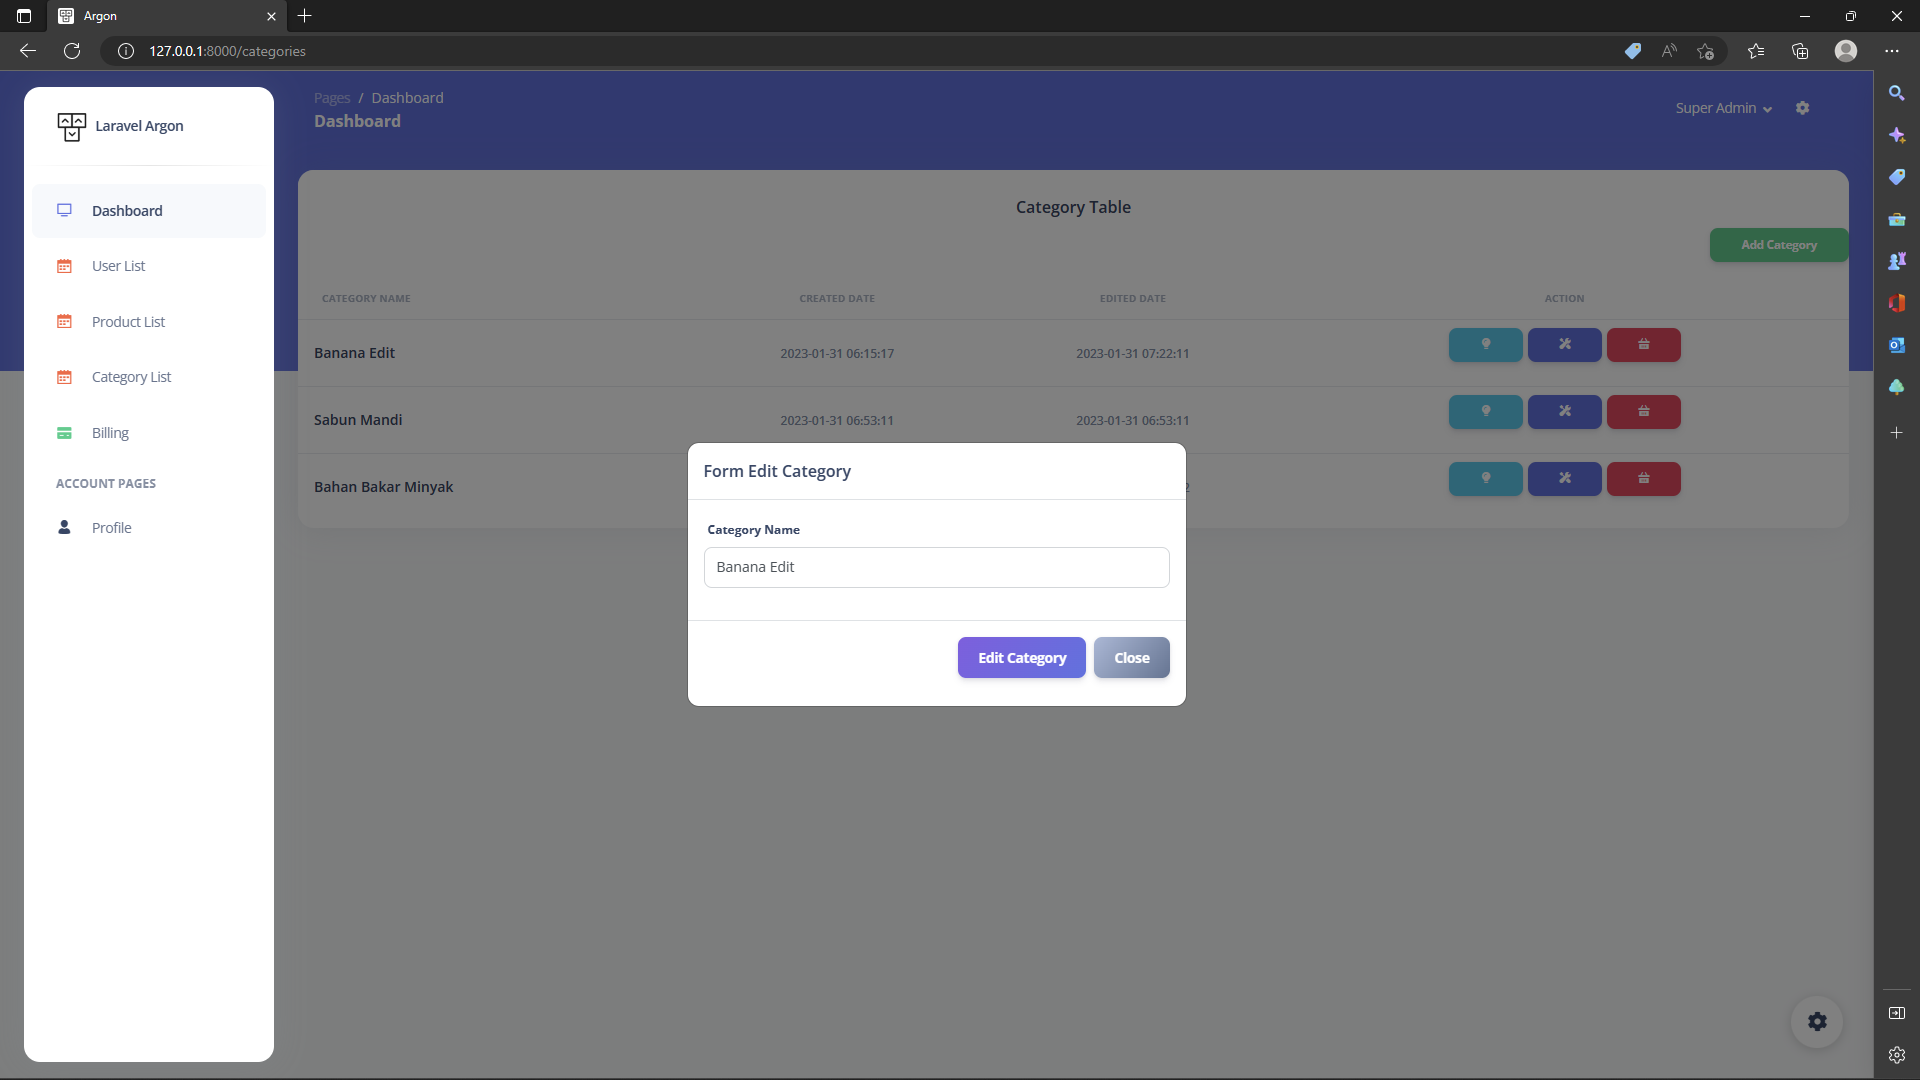 Argon
127.0.0.1:8000/categories
Laravel Argon
Dashboard
User List
Product List
Category List
Billing
ACCOUNT PAGES
Profile
Pages / Dashboard
Dashboard
Super Admin
Category Table
Add Category
CATEGORY NAME CREATED DATE EDITED DATE ACTION
Banana Edit 2023-01-31 06:15:17 2023-01-31 07:22:11
Sabun Mandi 2023-01-31 06:53:11 2023-01-31 06:53:11
Bahan Bakar Minyak
Form Edit Category
Category Name
Banana Edit
Edit Category Close